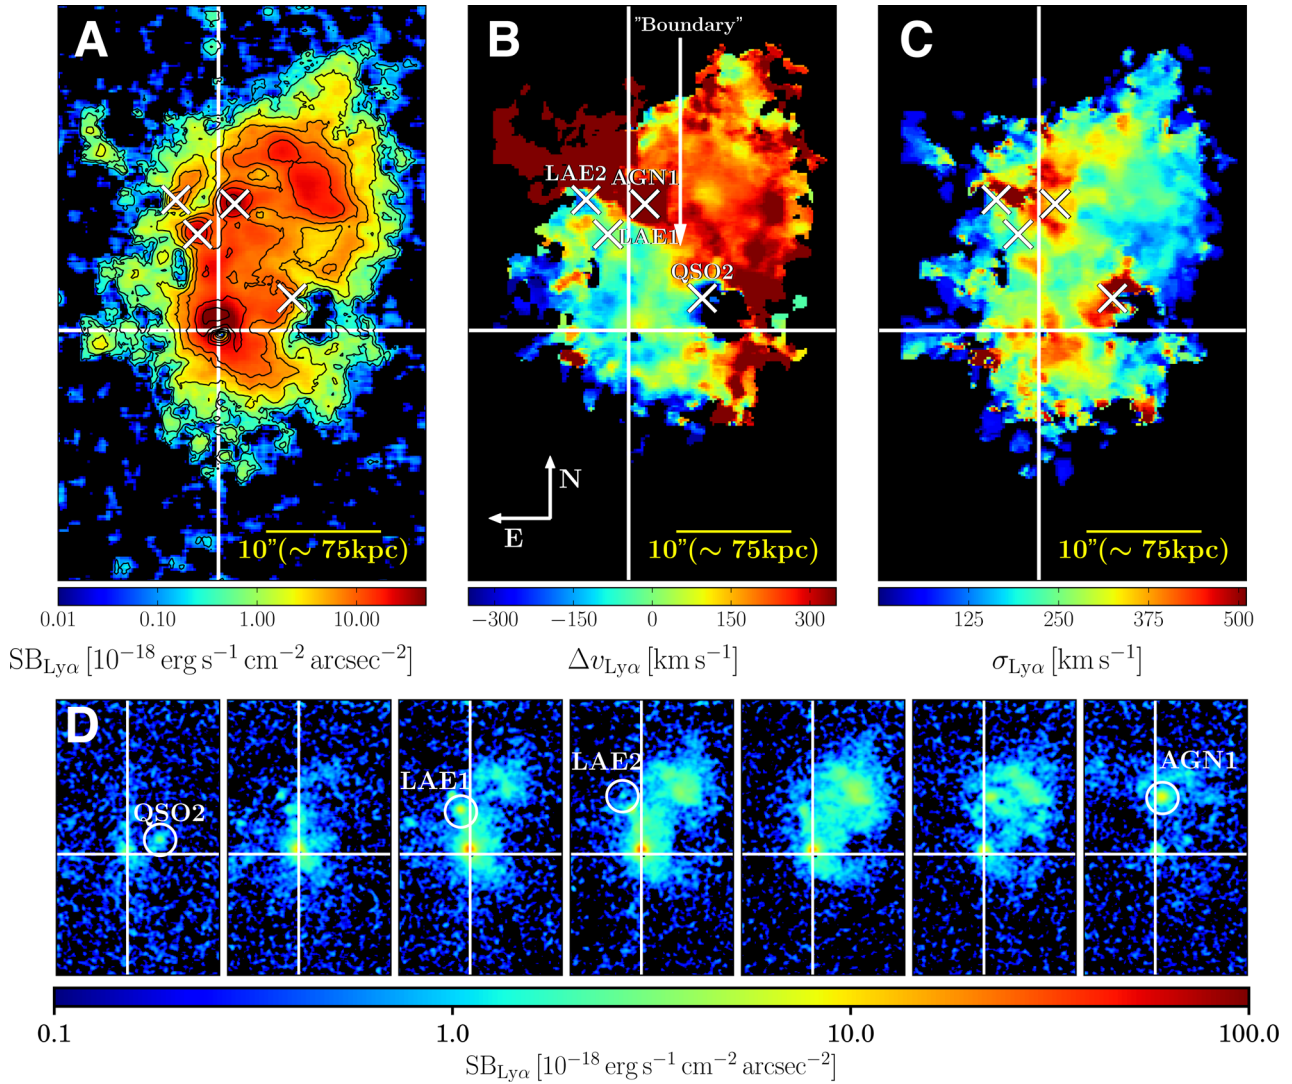 A
B
C
"Boundary"
LAE2
AGN1
LAE1
QSO2
N
E
10”(∼ 75kpc)
10”(∼ 75kpc)
10”(∼ 75kpc)
0.01 0.10 1.00 10.00
−300 −150 0 150 300
125 250 375 500
SB_Lyα [10^−18 erg s^−1 cm^−2 arcsec^−2]
Δv_Lyα [km s^−1]
σ_Lyα [km s^−1]
D
QSO2
LAE1
LAE2
AGN1
0.1 1.0 10.0 100.0
SB_Lyα [10^−18 erg s^−1 cm^−2 arcsec^−2]